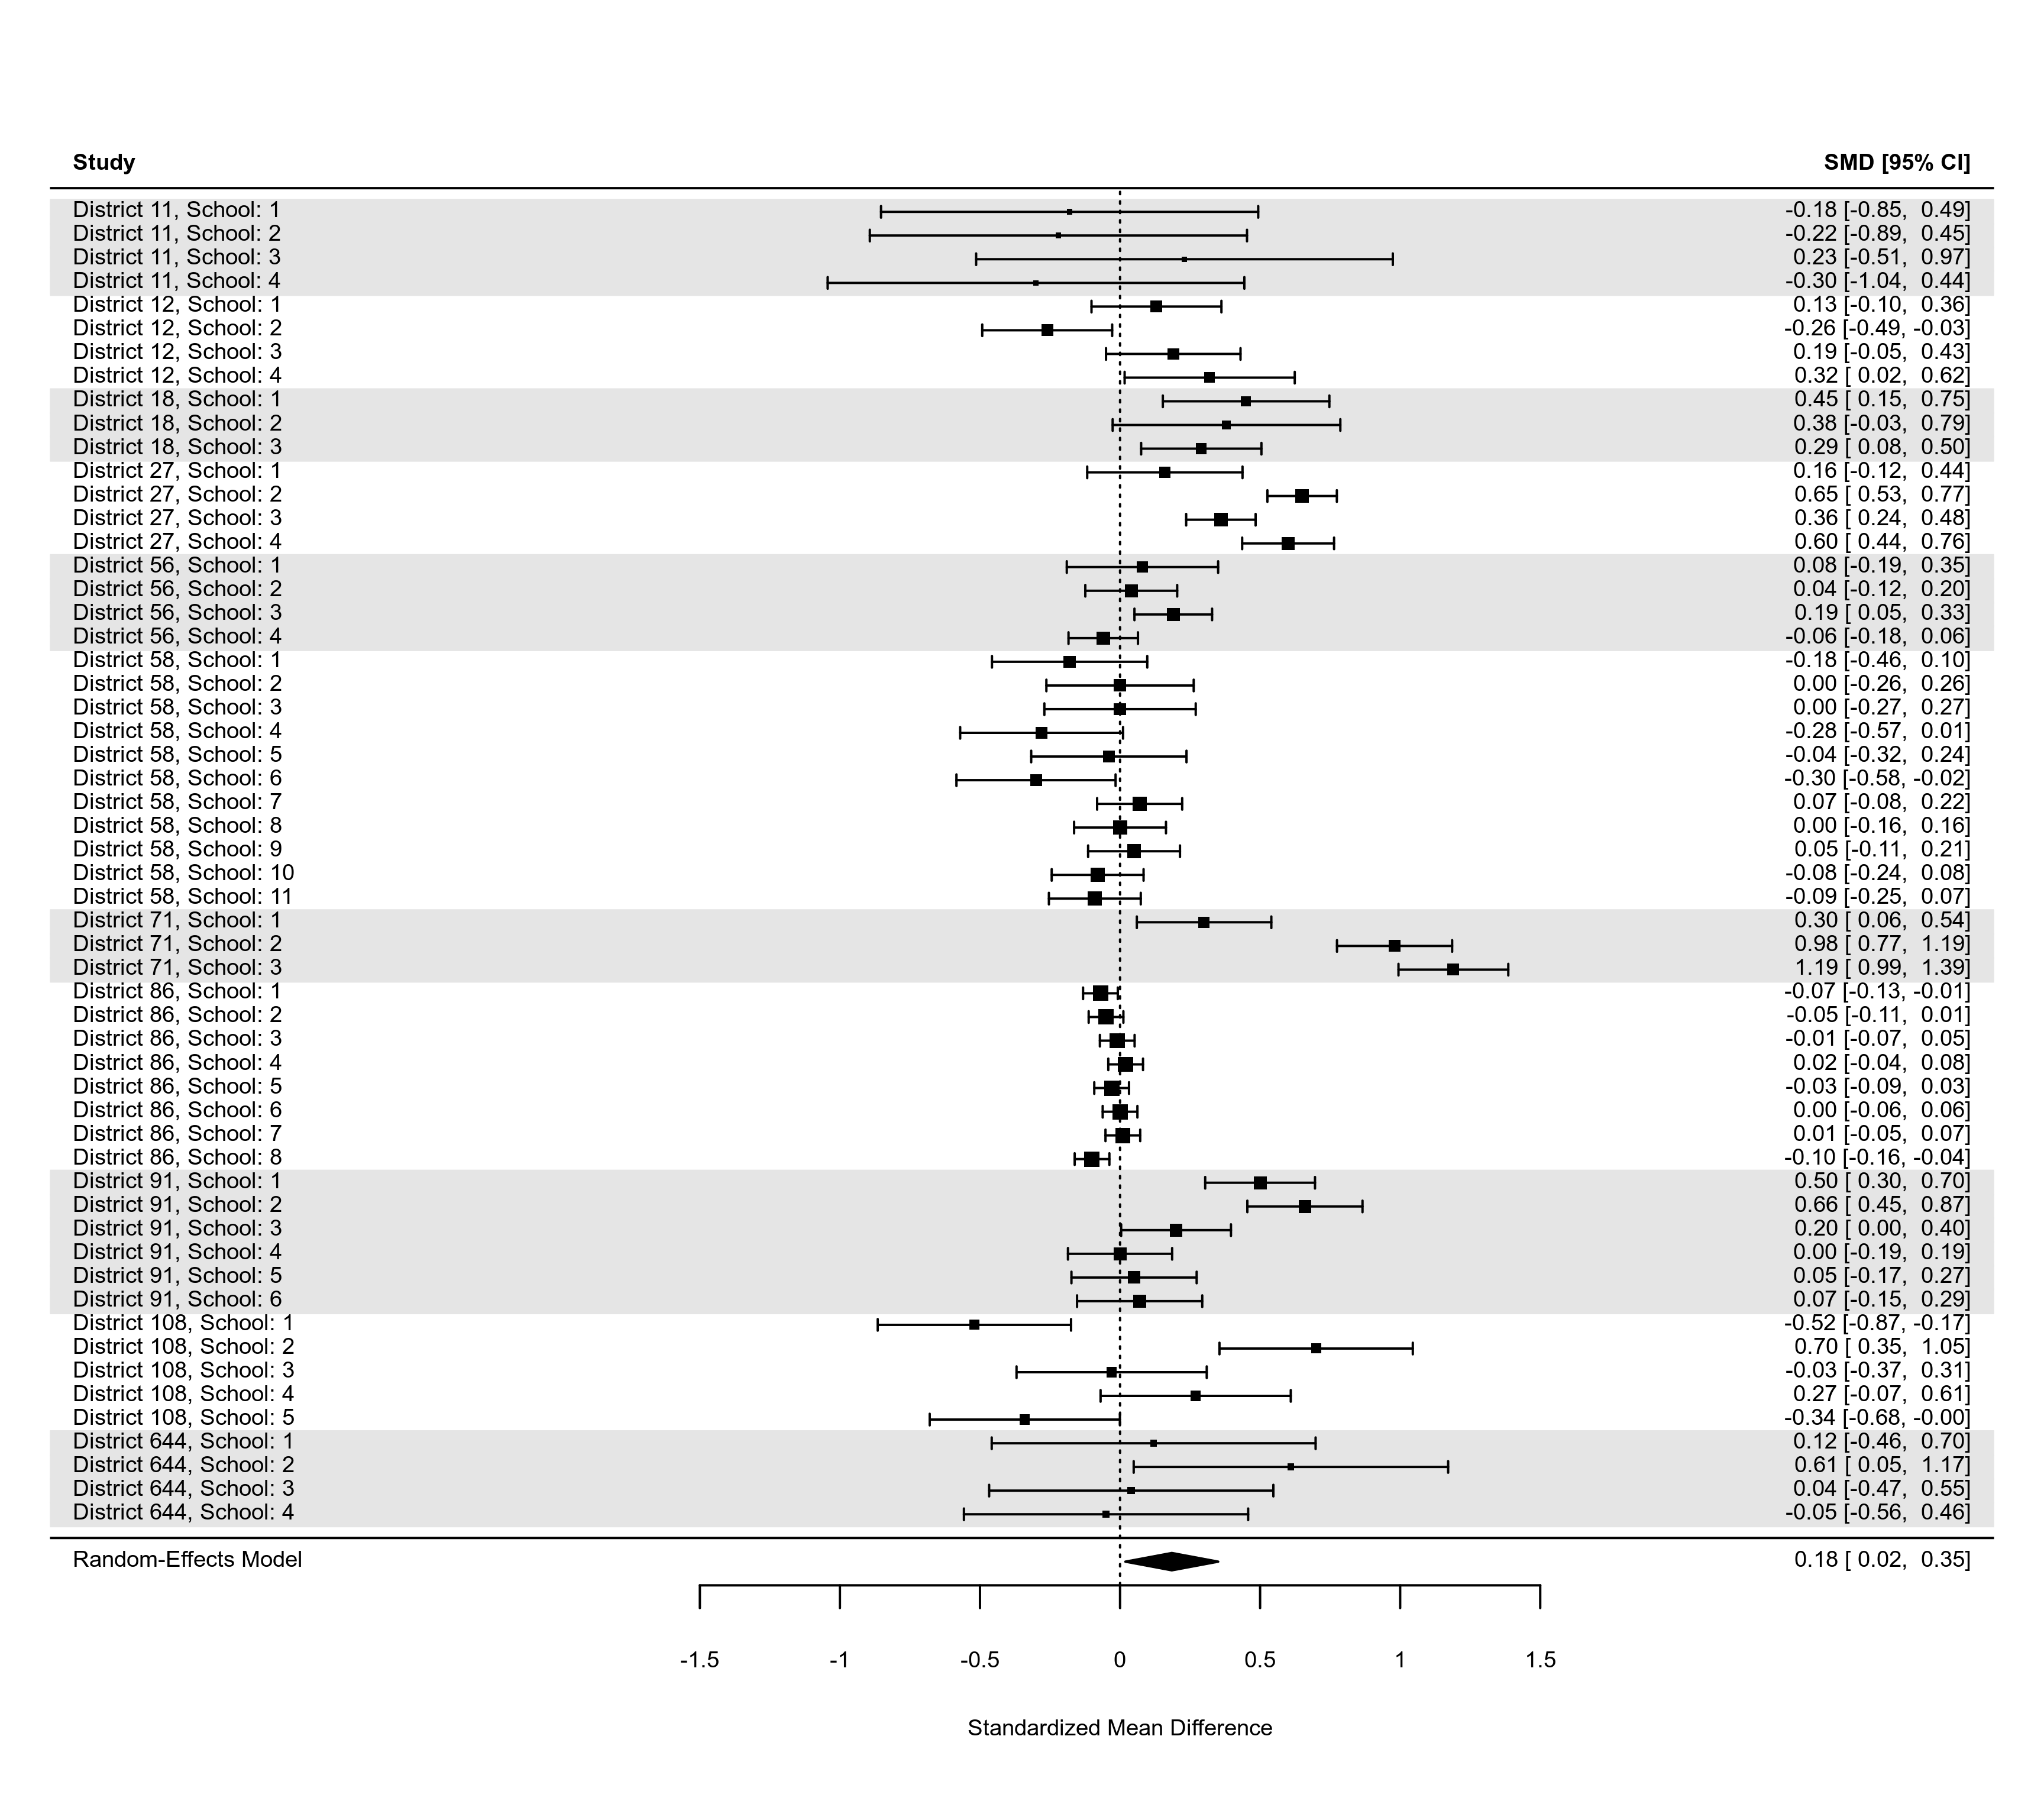 Study SMD [95% CI]
District 11, School: 1 -0.18 [-0.85, 0.49]
District 11, School: 2 -0.22 [-0.89, 0.45]
District 11, School: 3 0.23 [-0.51, 0.97]
District 11, School: 4 -0.30 [-1.04, 0.44]
District 12, School: 1 0.13 [-0.10, 0.36]
District 12, School: 2 -0.26 [-0.49, -0.03]
District 12, School: 3 0.19 [-0.05, 0.43]
District 12, School: 4 0.32 [ 0.02, 0.62]
District 18, School: 1 0.45 [ 0.15, 0.75]
District 18, School: 2 0.38 [-0.03, 0.79]
District 18, School: 3 0.29 [ 0.08, 0.50]
District 27, School: 1 0.16 [-0.12, 0.44]
District 27, School: 2 0.65 [ 0.53, 0.77]
District 27, School: 3 0.36 [ 0.24, 0.48]
District 27, School: 4 0.60 [ 0.44, 0.76]
District 56, School: 1 0.08 [-0.19, 0.35]
District 56, School: 2 0.04 [-0.12, 0.20]
District 56, School: 3 0.19 [ 0.05, 0.33]
District 56, School: 4 -0.06 [-0.18, 0.06]
District 58, School: 1 -0.18 [-0.46, 0.10]
District 58, School: 2 0.00 [-0.26, 0.26]
District 58, School: 3 0.00 [-0.27, 0.27]
District 58, School: 4 -0.28 [-0.57, 0.01]
District 58, School: 5 -0.04 [-0.32, 0.24]
District 58, School: 6 -0.30 [-0.58, -0.02]
District 58, School: 7 0.07 [-0.08, 0.22]
District 58, School: 8 0.00 [-0.16, 0.16]
District 58, School: 9 0.05 [-0.11, 0.21]
District 58, School: 10 -0.08 [-0.24, 0.08]
District 58, School: 11 -0.09 [-0.25, 0.07]
District 71, School: 1 0.30 [ 0.06, 0.54]
District 71, School: 2 0.98 [ 0.77, 1.19]
District 71, School: 3 1.19 [ 0.99, 1.39]
District 86, School: 1 -0.07 [-0.13, -0.01]
District 86, School: 2 -0.05 [-0.11, 0.01]
District 86, School: 3 -0.01 [-0.07, 0.05]
District 86, School: 4 0.02 [-0.04, 0.08]
District 86, School: 5 -0.03 [-0.09, 0.03]
District 86, School: 6 0.00 [-0.06, 0.06]
District 86, School: 7 0.01 [-0.05, 0.07]
District 86, School: 8 -0.10 [-0.16, -0.04]
District 91, School: 1 0.50 [ 0.30, 0.70]
District 91, School: 2 0.66 [ 0.45, 0.87]
District 91, School: 3 0.20 [ 0.00, 0.40]
District 91, School: 4 0.00 [-0.19, 0.19]
District 91, School: 5 0.05 [-0.17, 0.27]
District 91, School: 6 0.07 [-0.15, 0.29]
District 108, School: 1 -0.52 [-0.87, -0.17]
District 108, School: 2 0.70 [ 0.35, 1.05]
District 108, School: 3 -0.03 [-0.37, 0.31]
District 108, School: 4 0.27 [-0.07, 0.61]
District 108, School: 5 -0.34 [-0.68, -0.00]
District 644, School: 1 0.12 [-0.46, 0.70]
District 644, School: 2 0.61 [ 0.05, 1.17]
District 644, School: 3 0.04 [-0.47, 0.55]
District 644, School: 4 -0.05 [-0.56, 0.46]
Random-Effects Model 0.18 [ 0.02, 0.35]
-1.5 -1 -0.5 0 0.5 1 1.5
Standardized Mean Difference